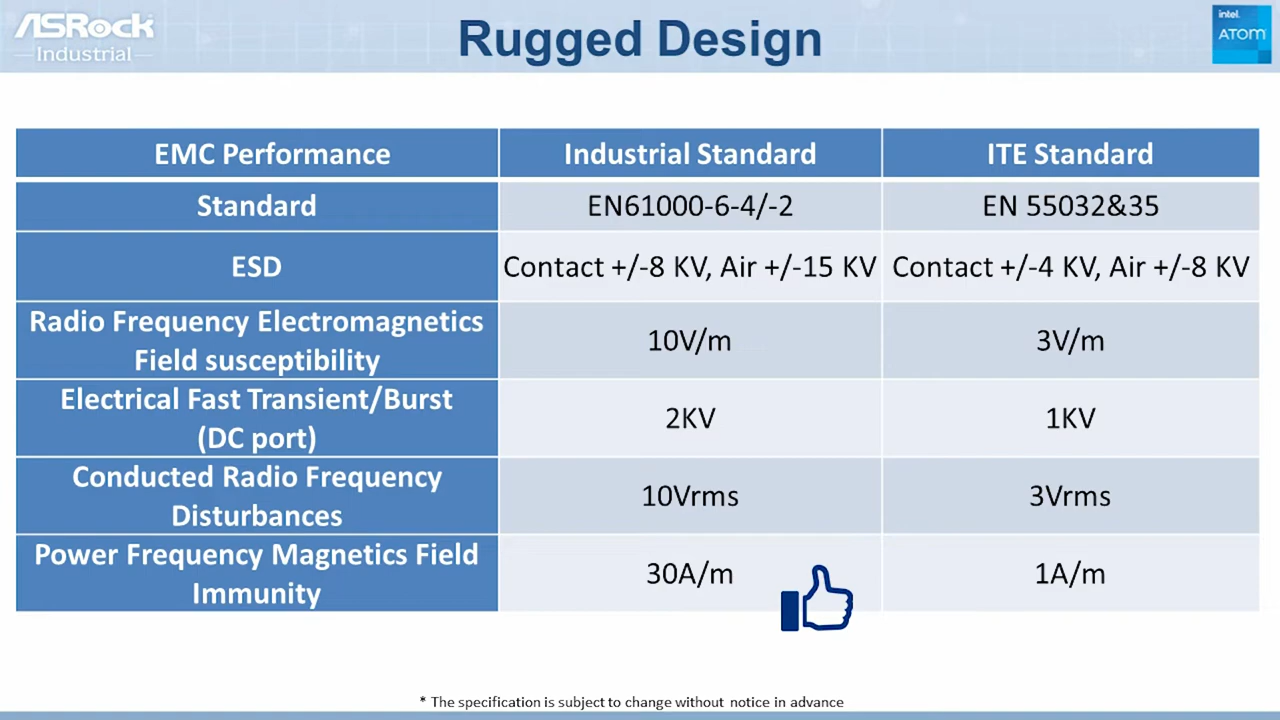 ASRock
Industrial
Rugged Design
intel.
ATOM
EMC Performance
Industrial Standard
ITE Standard
Standard
EN61000-6-4/-2
EN 55032&35
ESD
Contact +/-8 KV, Air +/-15 KV
Contact +/-4 KV, Air +/-8 KV
Radio Frequency Electromagnetics
Field susceptibility
10V/m
3V/m
Electrical Fast Transient/Burst
(DC port)
2KV
1KV
Conducted Radio Frequency
Disturbances
10Vrms
3Vrms
Power Frequency Magnetics Field
Immunity
30A/m
1A/m
* The specification is subject to change without notice in advance